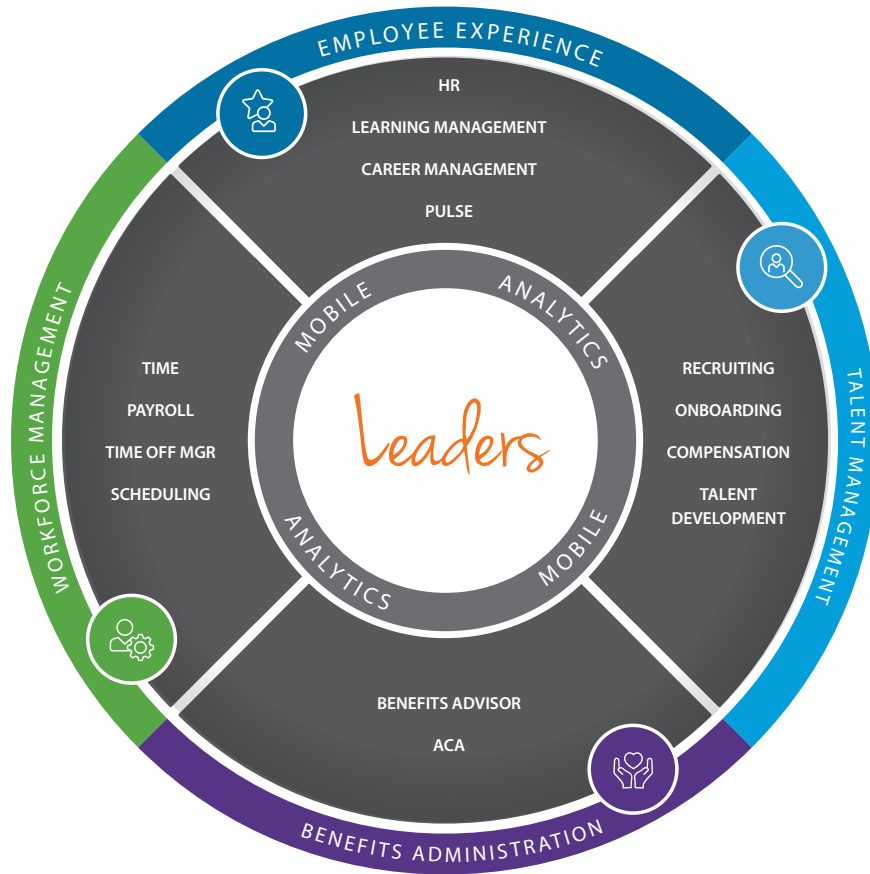 EMPLOYEE EXPERIENCE
HR
LEARNING MANAGEMENT
CAREER MANAGEMENT
PULSE
MOBILE
ANALYTICS
WORKFORCE MANAGEMENT
TIME
PAYROLL
TIME OFF MGR
SCHEDULING
Leaders
RECRUITING
ONBOARDING
COMPENSATION
TALENT
DEVELOPMENT
TALENT MANAGEMENT
ANALYTICS
MOBILE
BENEFITS ADVISOR
ACA
BENEFITS ADMINISTRATION